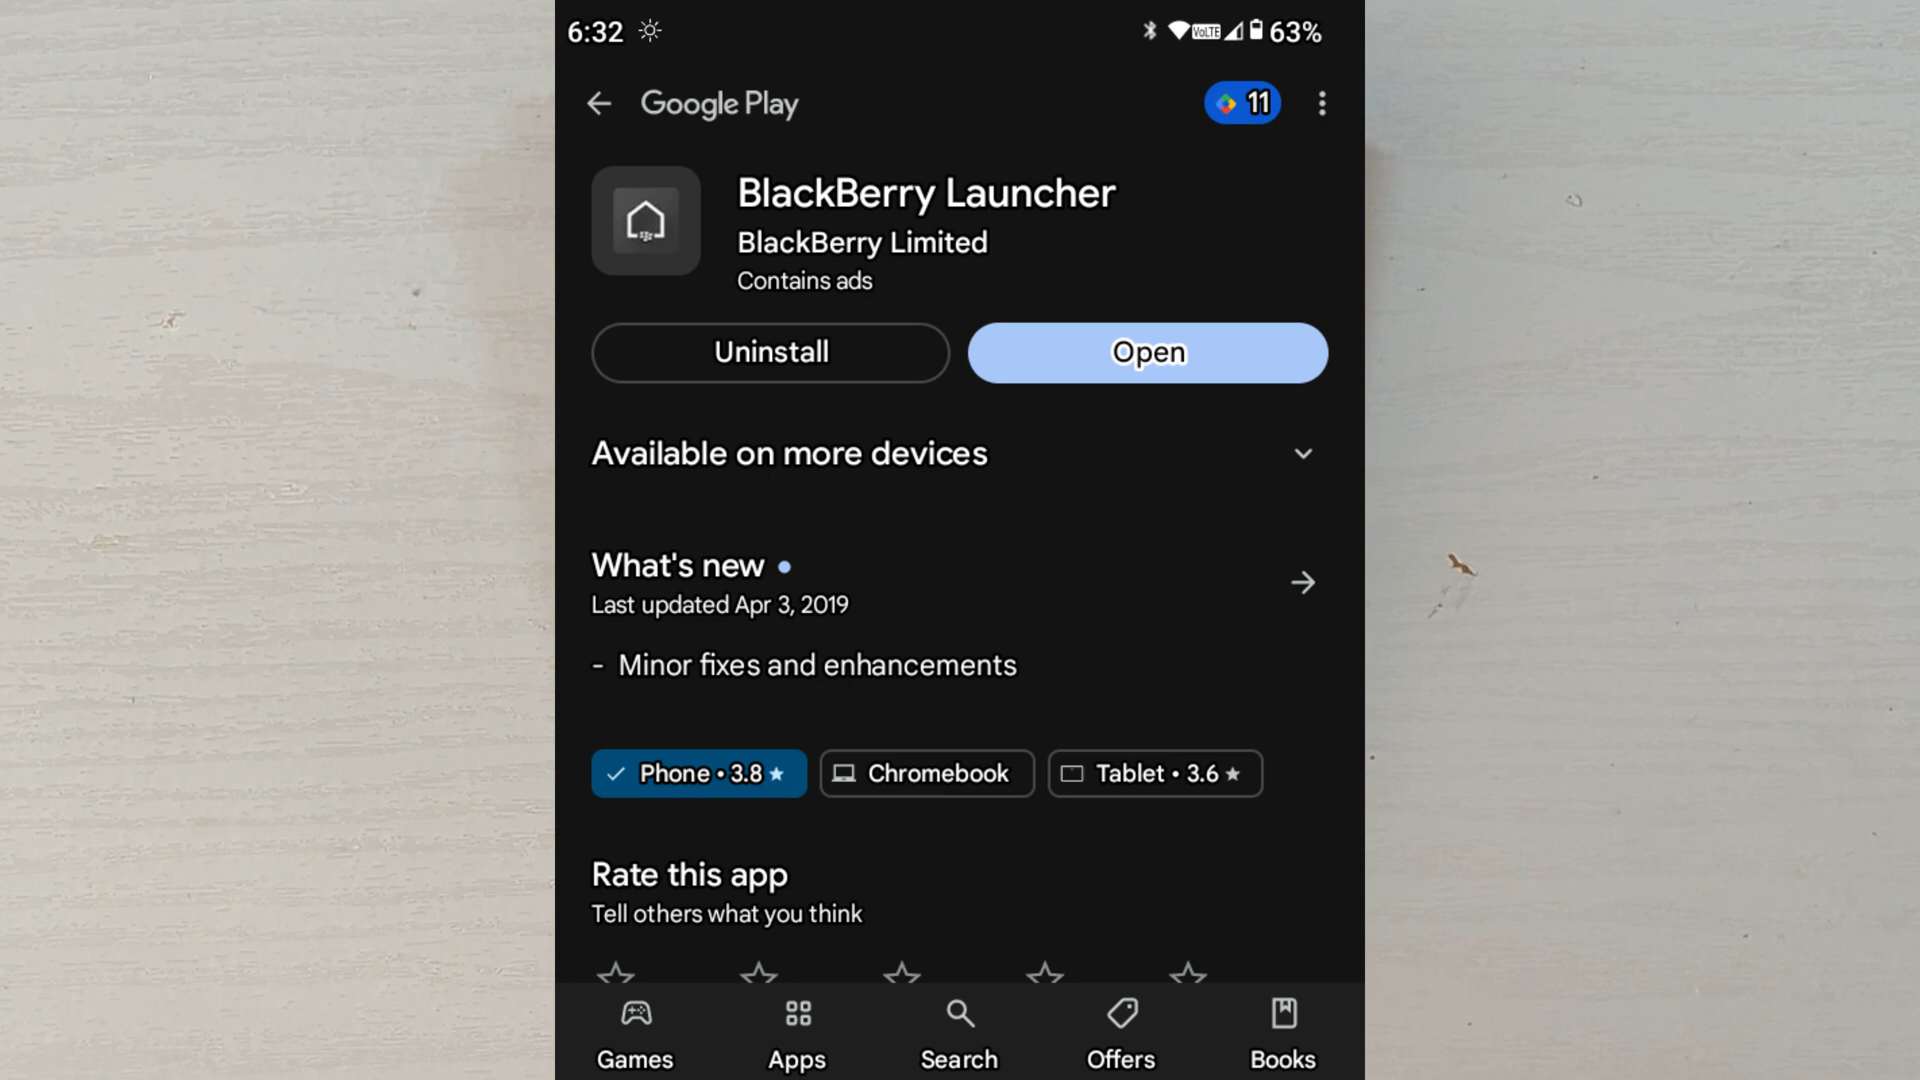 6:32
VoLTE 63%
Google Play
11
BlackBerry Launcher
BlackBerry Limited
Contains ads
Uninstall
Open
Available on more devices
What's new
Last updated Apr 3, 2019
- Minor fixes and enhancements
Phone • 3.8 ★
Chromebook
Tablet • 3.6 ★
Rate this app
Tell others what you think
Games
Apps
Search
Offers
Books